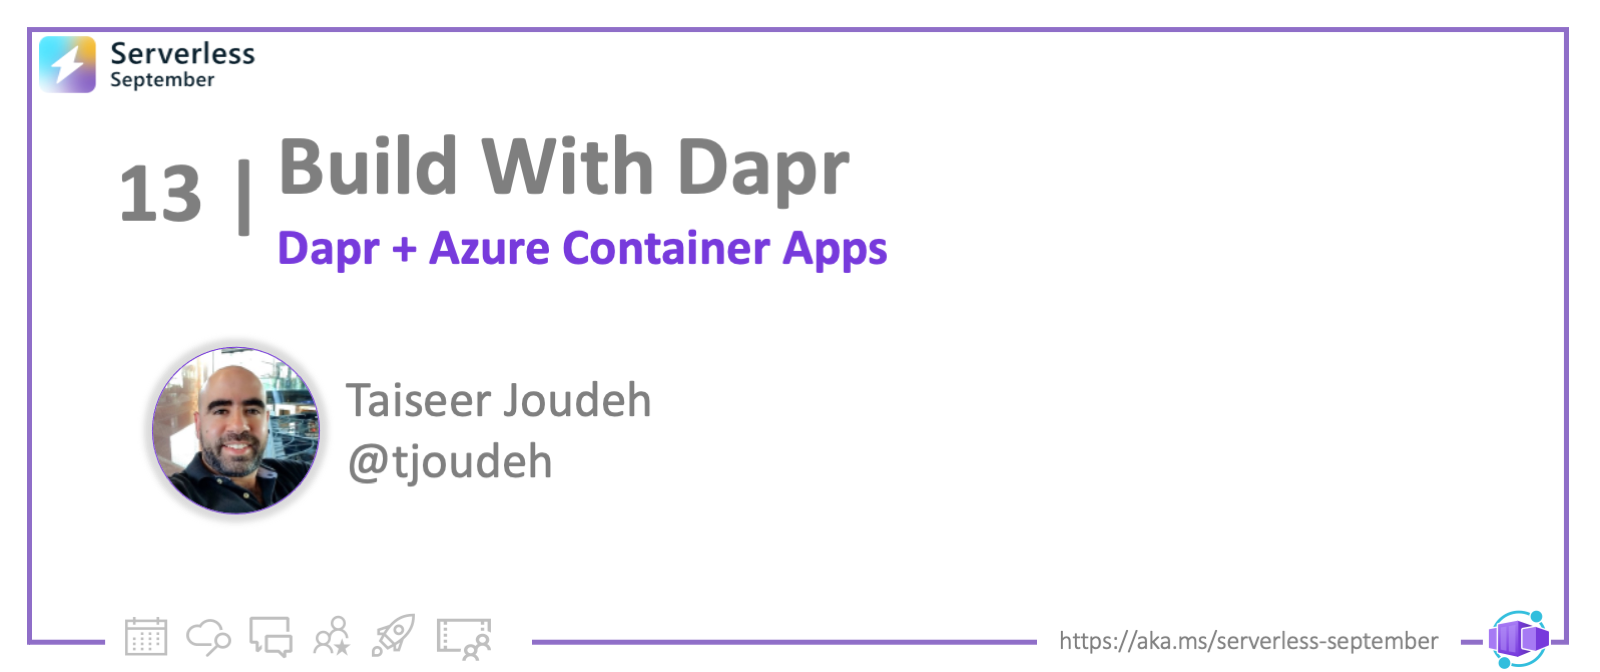 Serverless
September
13 |
Build With Dapr
Dapr + Azure Container Apps
Taiseer Joudeh
@tjoudeh
https://aka.ms/serverless-september